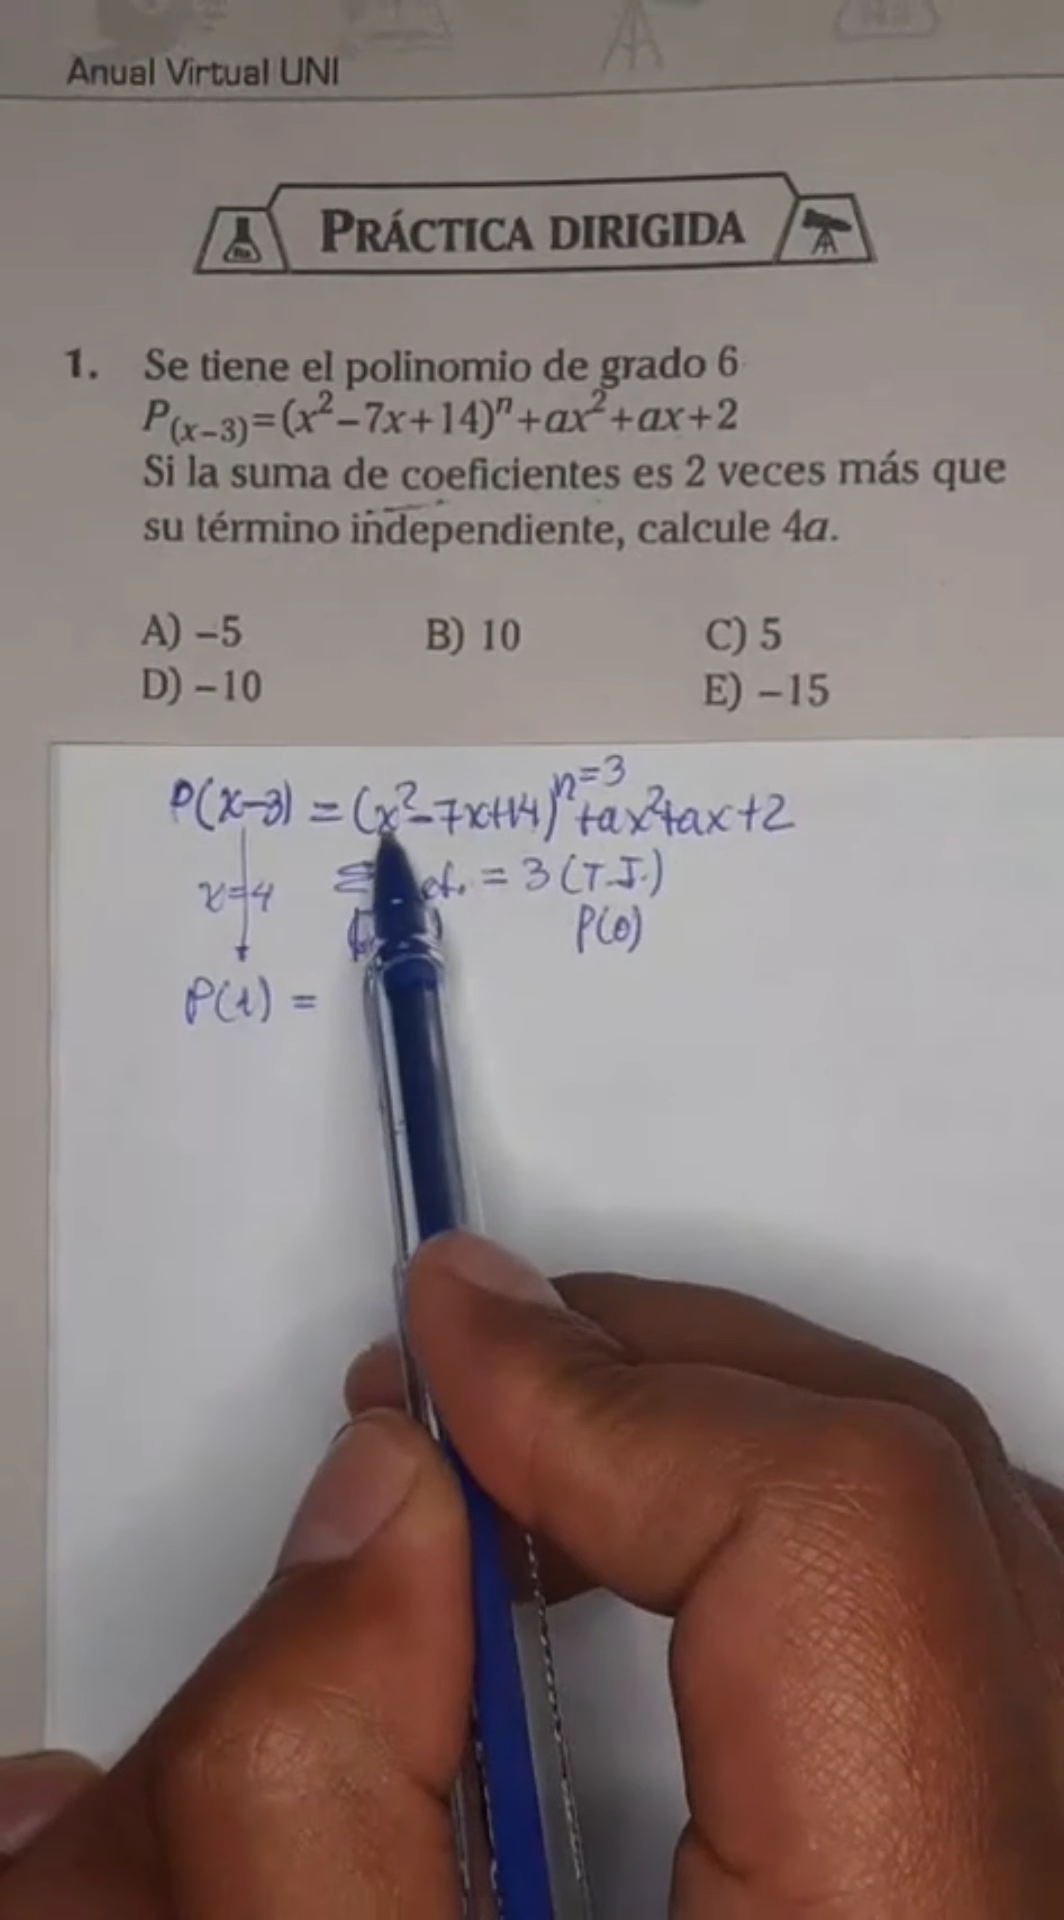 Anual Virtual UNI
PRÁCTICA DIRIGIDA
1. Se tiene el polinomio de grado 6
P(x−3)=(x²−7x+14)ⁿ+ax²+ax+2
Si la suma de coeficientes es 2 veces más que
su término independiente, calcule 4a.
A) −5 B) 10 C) 5
D) −10 E) −15
P(x-3) = (x²-7x+14)ⁿ⁼³+ax²+ax+2
x=4 = 3(T.I.)
P(0)
P(1) =